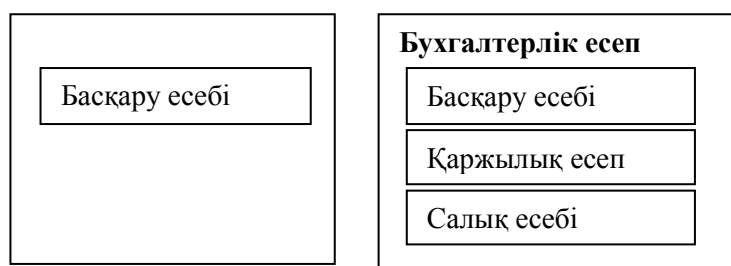 Басқару есебі
Бухгалтерлік есеп
Басқару есебі
Қаржылық есеп
Салық есебі